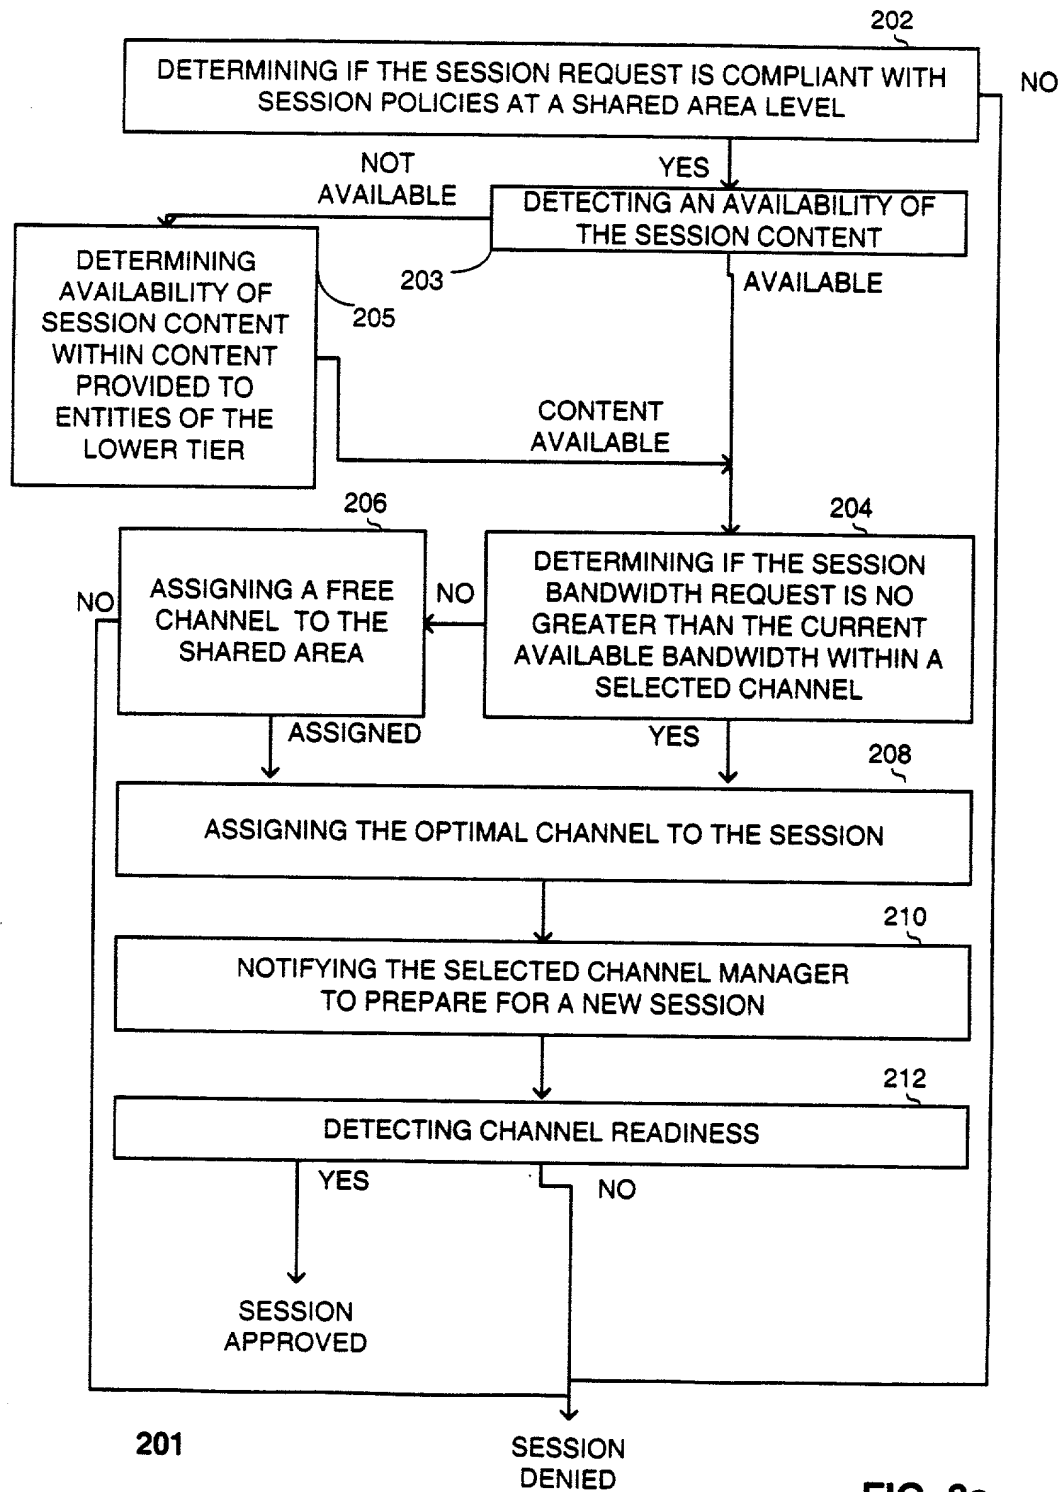 202
DETERMINING IF THE SESSION REQUEST IS COMPLIANT WITH
SESSION POLICIES AT A SHARED AREA LEVEL
NO
NOT
AVAILABLE
YES
DETECTING AN AVAILABILITY OF
THE SESSION CONTENT
203
AVAILABLE
DETERMINING
AVAILABILITY OF
SESSION CONTENT
WITHIN CONTENT
PROVIDED TO
ENTITIES OF THE
LOWER TIER
205
CONTENT
AVAILABLE
206
204
NO
ASSIGNING A FREE
CHANNEL TO THE
SHARED AREA
NO
DETERMINING IF THE SESSION
BANDWIDTH REQUEST IS NO
GREATER THAN THE CURRENT
AVAILABLE BANDWIDTH WITHIN A
SELECTED CHANNEL
ASSIGNED
YES
208
ASSIGNING THE OPTIMAL CHANNEL TO THE SESSION
210
NOTIFYING THE SELECTED CHANNEL MANAGER
TO PREPARE FOR A NEW SESSION
212
DETECTING CHANNEL READINESS
YES
NO
SESSION
APPROVED
201
SESSION
DENIED